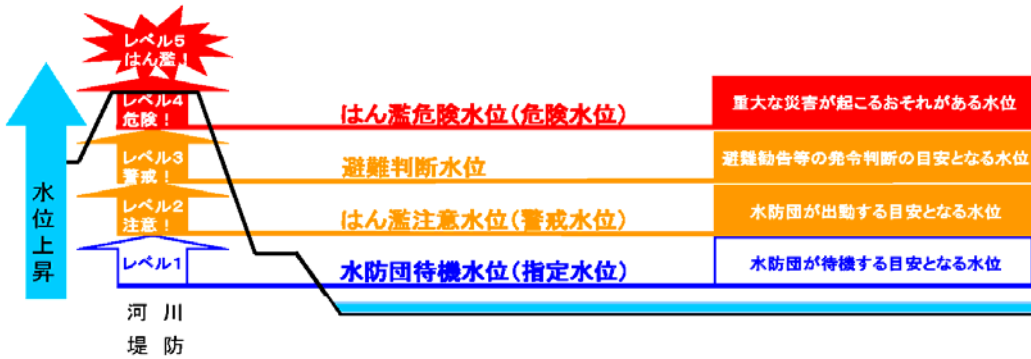 レベル5
はん濫！
レベル4
危険！
はん濫危険水位(危険水位)
重大な災害が起こるおそれがある水位
レベル3
警戒！
避難判断水位
避難勧告等の発令判断の目安となる水位
レベル2
注意！
はん濫注意水位(警戒水位)
水防団が出動する目安となる水位
レベル1
水防団待機水位(指定水位)
水防団が待機する目安となる水位
水位上昇
河川
堤防